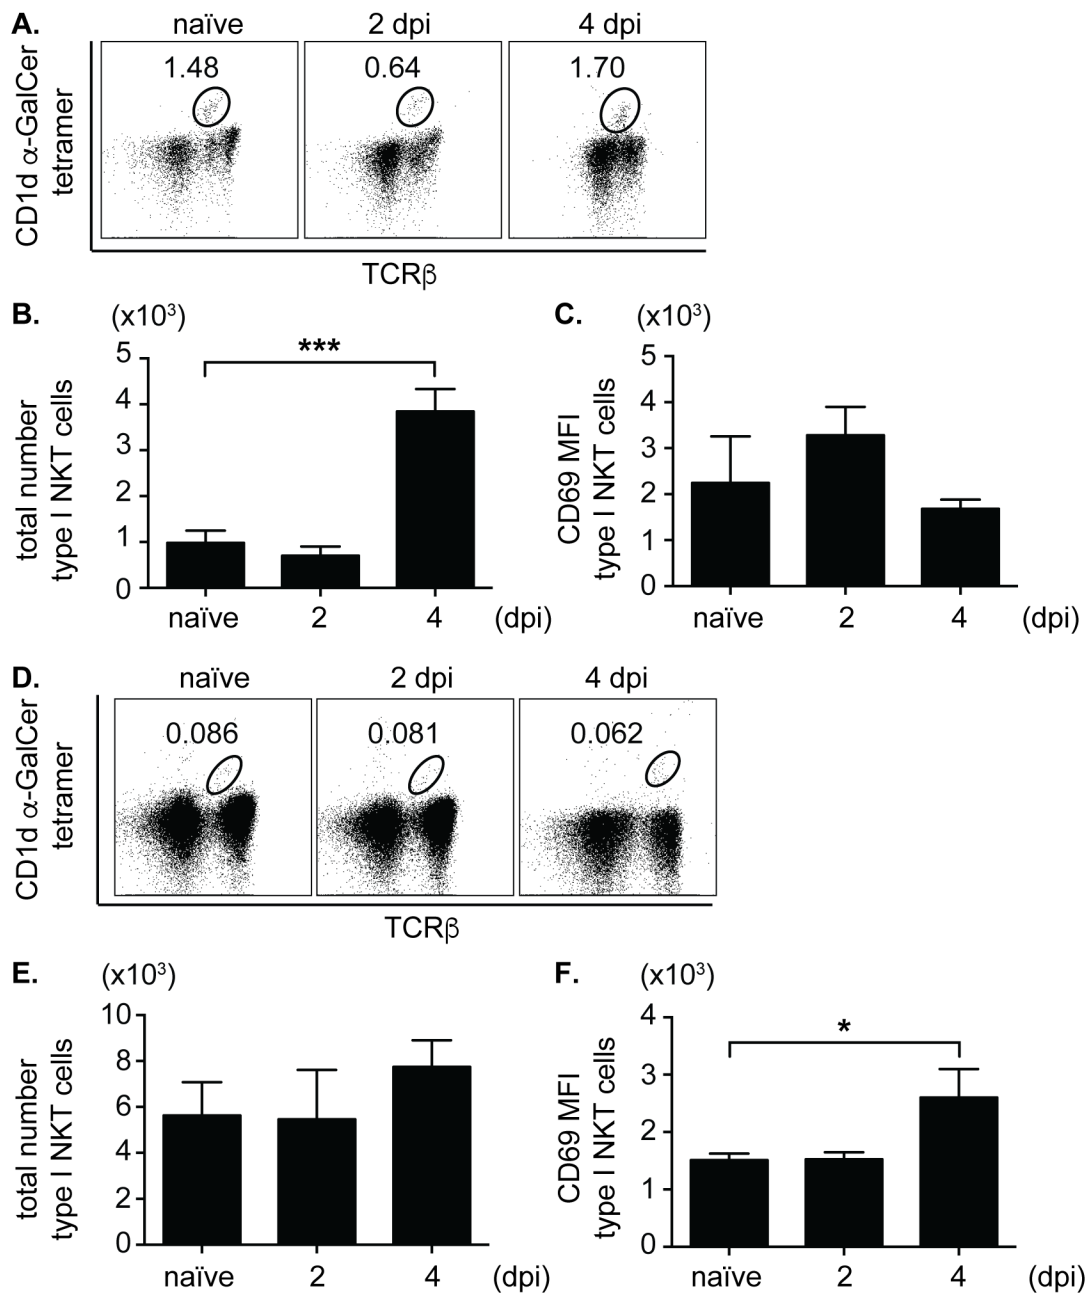 A.
naïve 2 dpi 4 dpi
1.48 0.64 1.70
CD1d α-GalCer
tetramer
TCRβ
B.
(x10³)
***
total number
type I NKT cells
5
4
3
2
1
0
naïve 2 4 (dpi)
C.
(x10³)
CD69 MFI
type I NKT cells
5
4
3
2
1
0
naïve 2 4 (dpi)
D.
naïve 2 dpi 4 dpi
0.086 0.081 0.062
CD1d α-GalCer
tetramer
TCRβ
E.
(x10³)
total number
type I NKT cells
10
8
6
4
2
0
naïve 2 4 (dpi)
F.
(x10³)
*
CD69 MFI
type I NKT cells
4
3
2
1
0
naïve 2 4 (dpi)